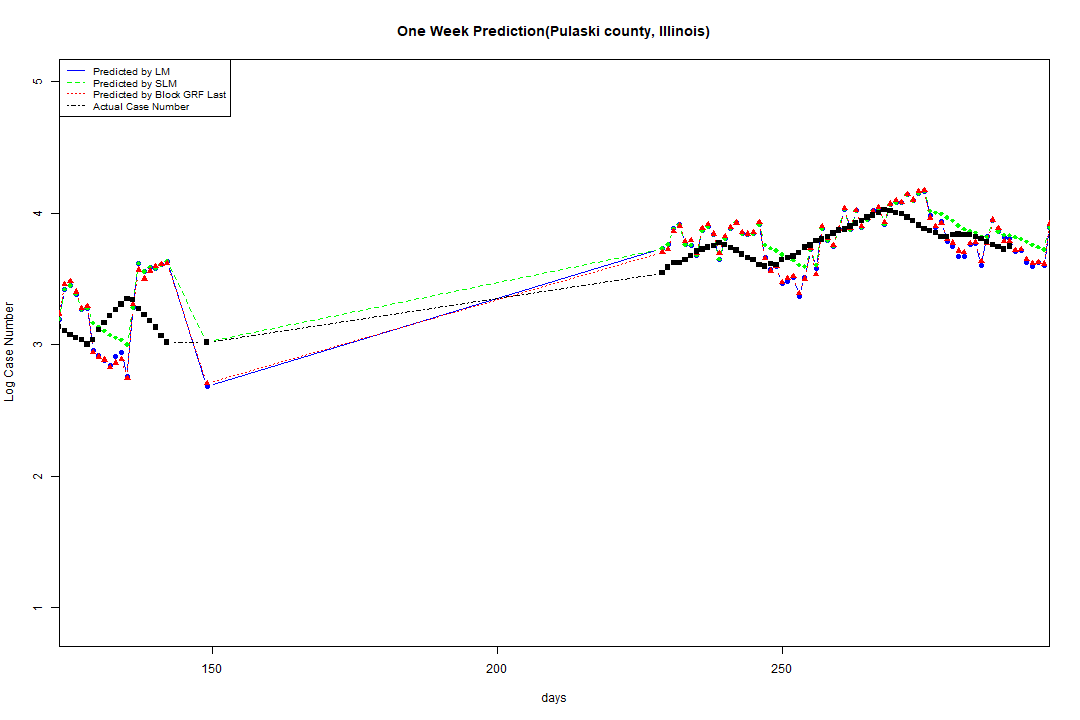 One Week Prediction(Pulaski county, Illinois)
Predicted by LM
Predicted by SLM
Predicted by Block GRF Last
Actual Case Number
5
4
3
2
1
Log Case Number
150
200
250
days